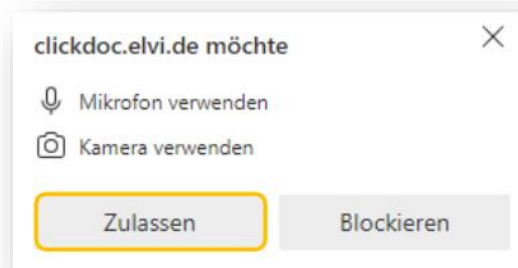 clickdoc.elvi.de möchte
Mikrofon verwenden
Kamera verwenden
Zulassen Blockieren